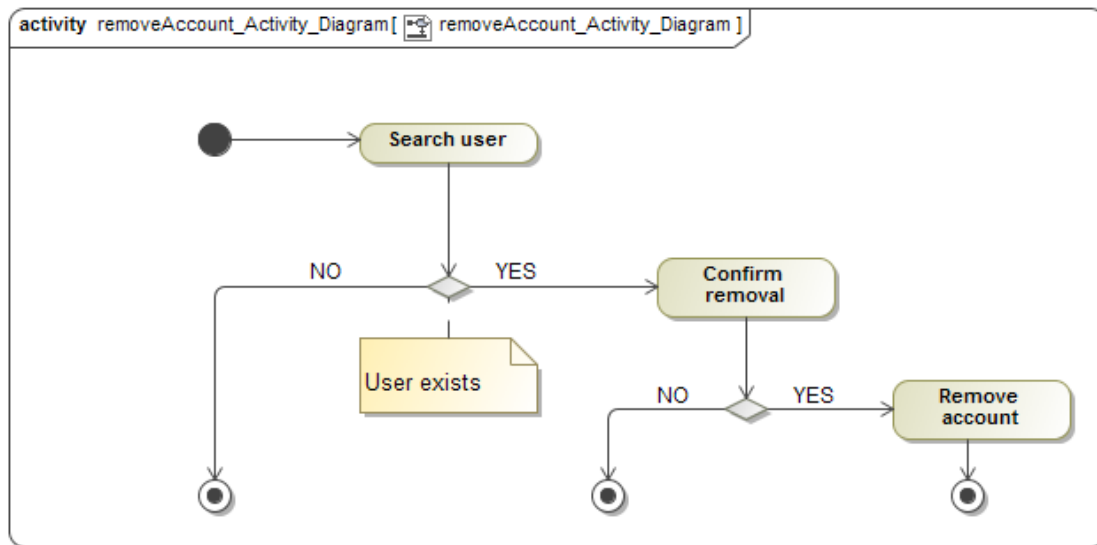 activity removeAccount_Activity_Diagram[ removeAccount_Activity_Diagram ]
Search user
NO
YES
Confirm
removal
User exists
NO
YES
Remove
account